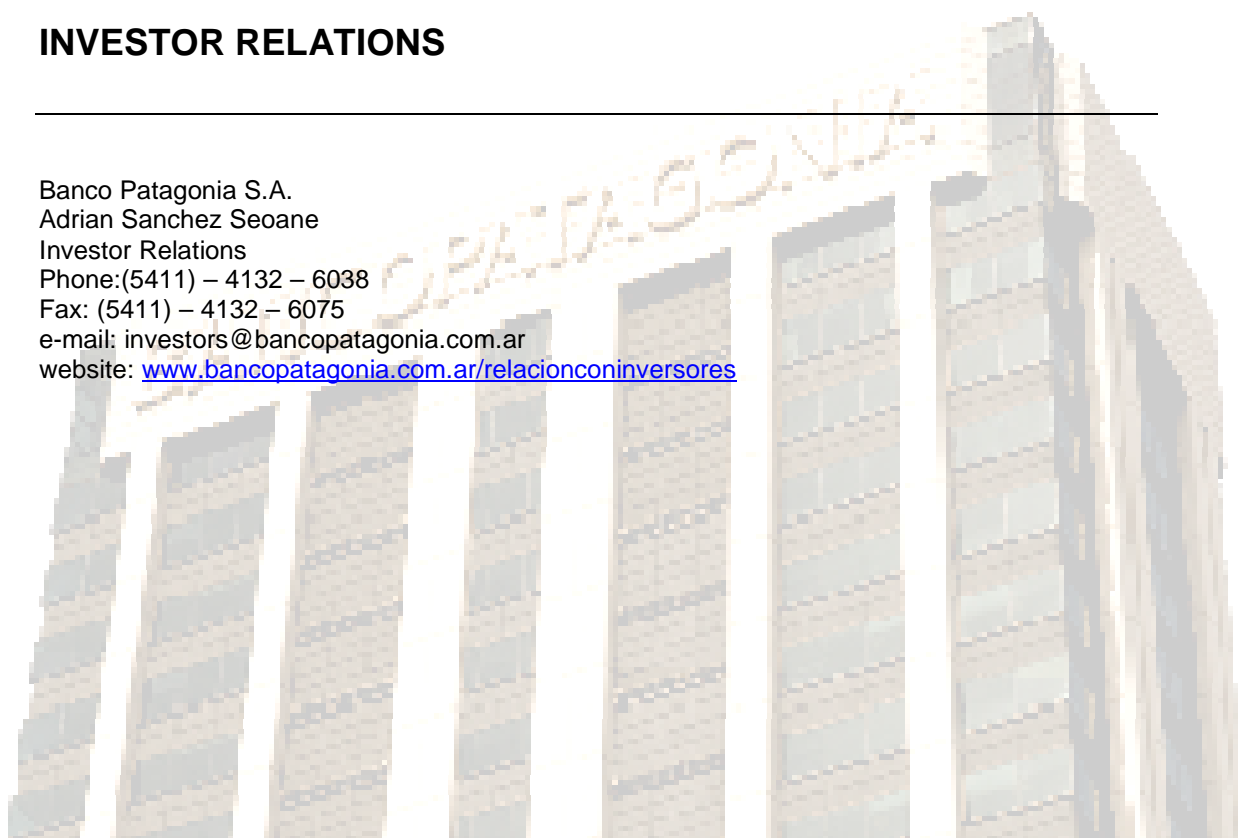 INVESTOR RELATIONS
Banco Patagonia S.A.
Adrian Sanchez Seoane
Investor Relations
Phone:(5411) – 4132 – 6038
Fax: (5411) – 4132 – 6075
e-mail: investors@bancopatagonia.com.ar
website: www.bancopatagonia.com.ar/relacionconinversores
BANCOPATAGONIA